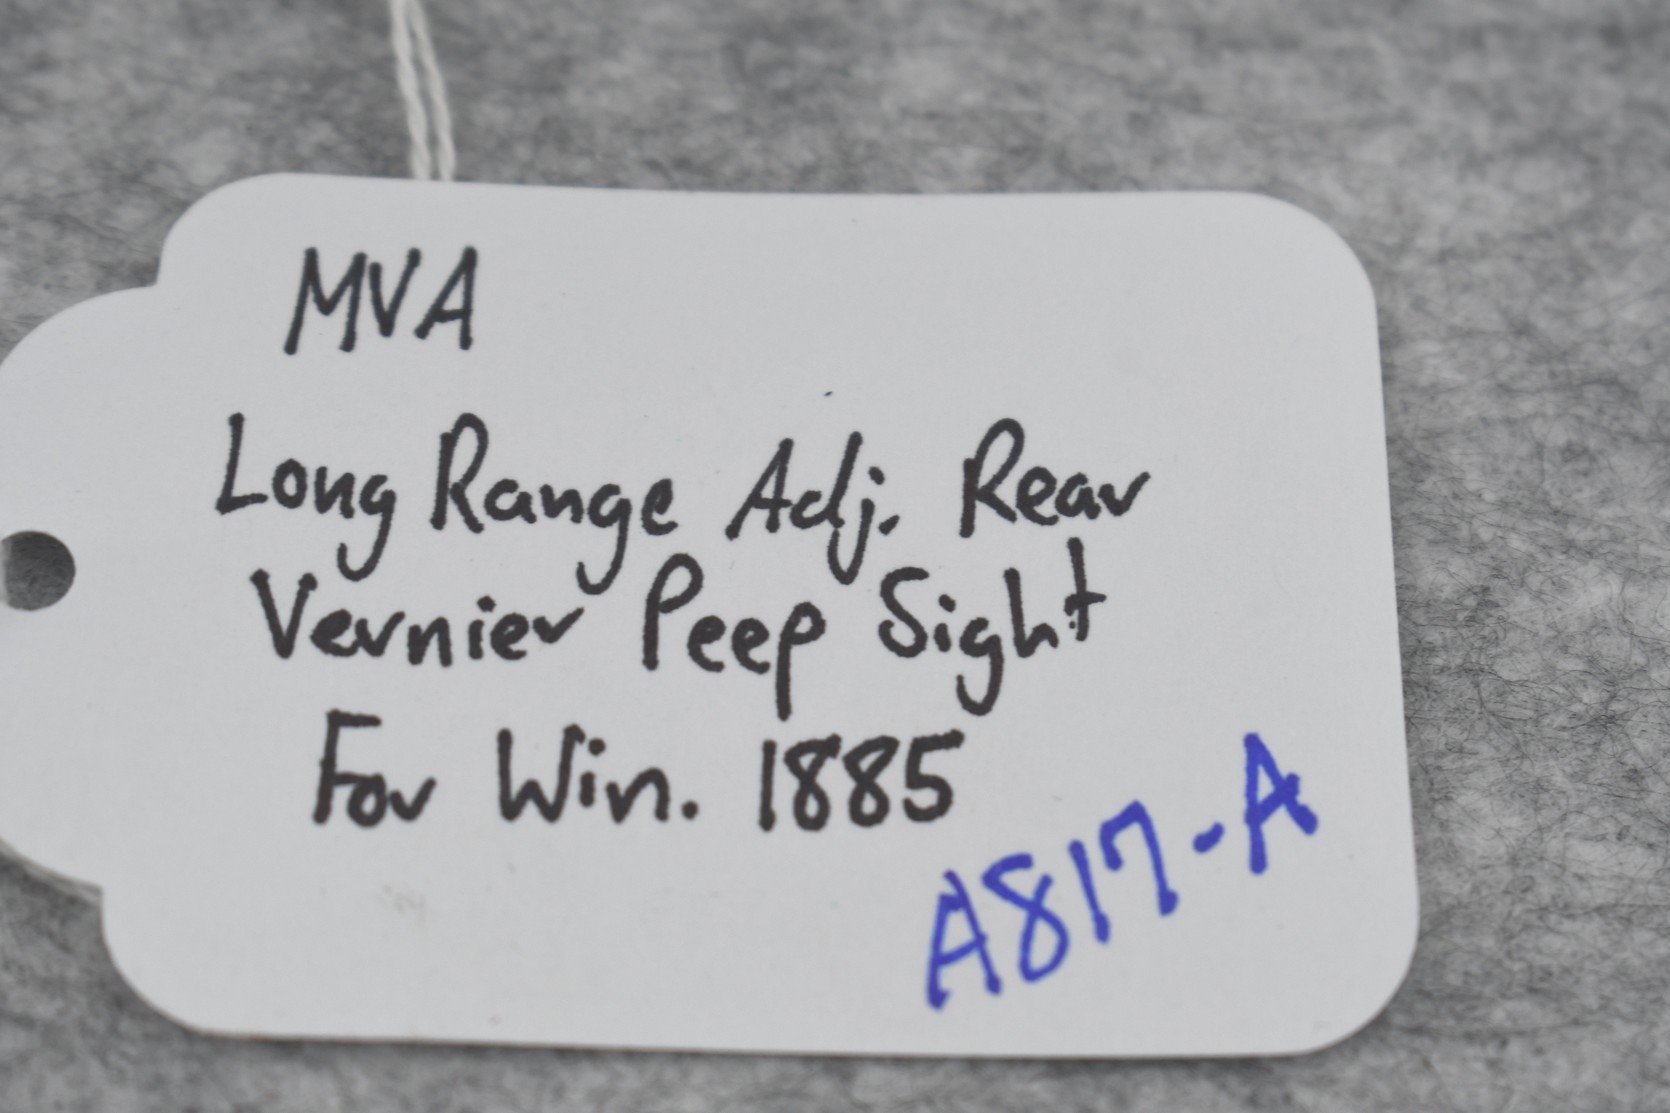 MVA
Long Range Adj. Rear
Vernier Peep Sight
For Win. 1885
A817-A